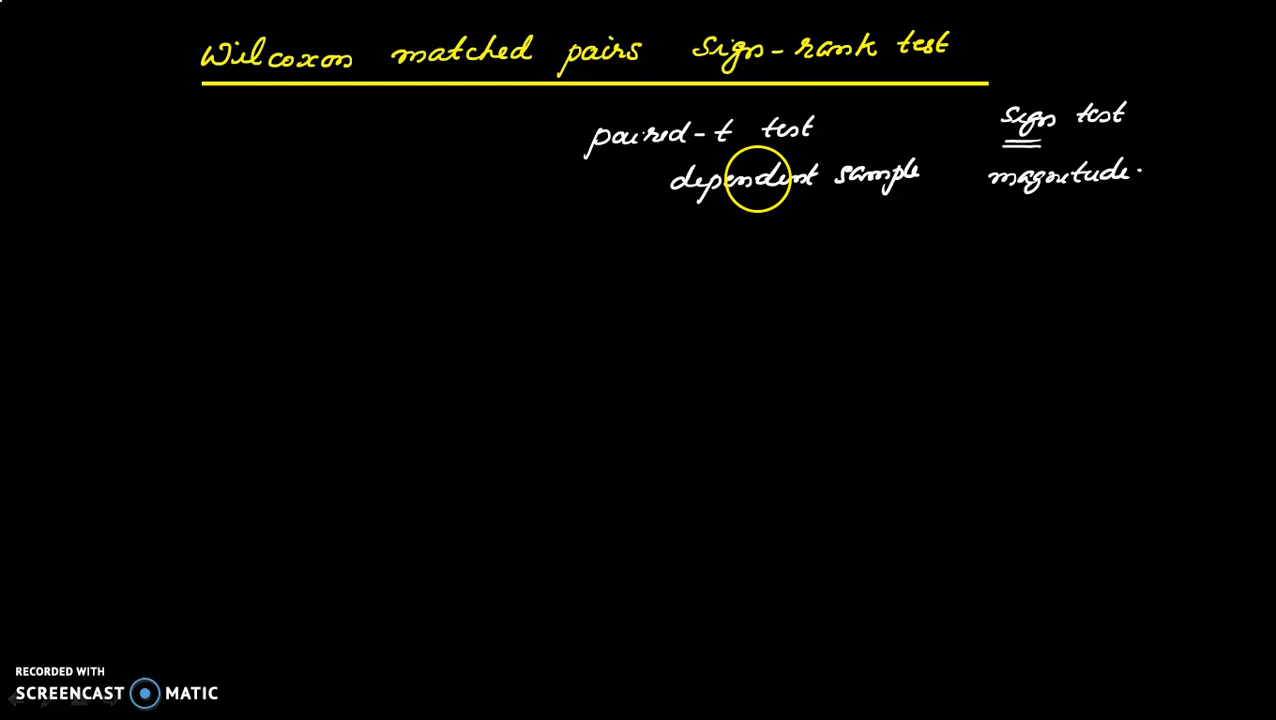 Wilcoxon matched pairs Sign-rank test
paired-t test
dependent sample
sign test
magnitude.
RECORDED WITH
SCREENCAST MATIC